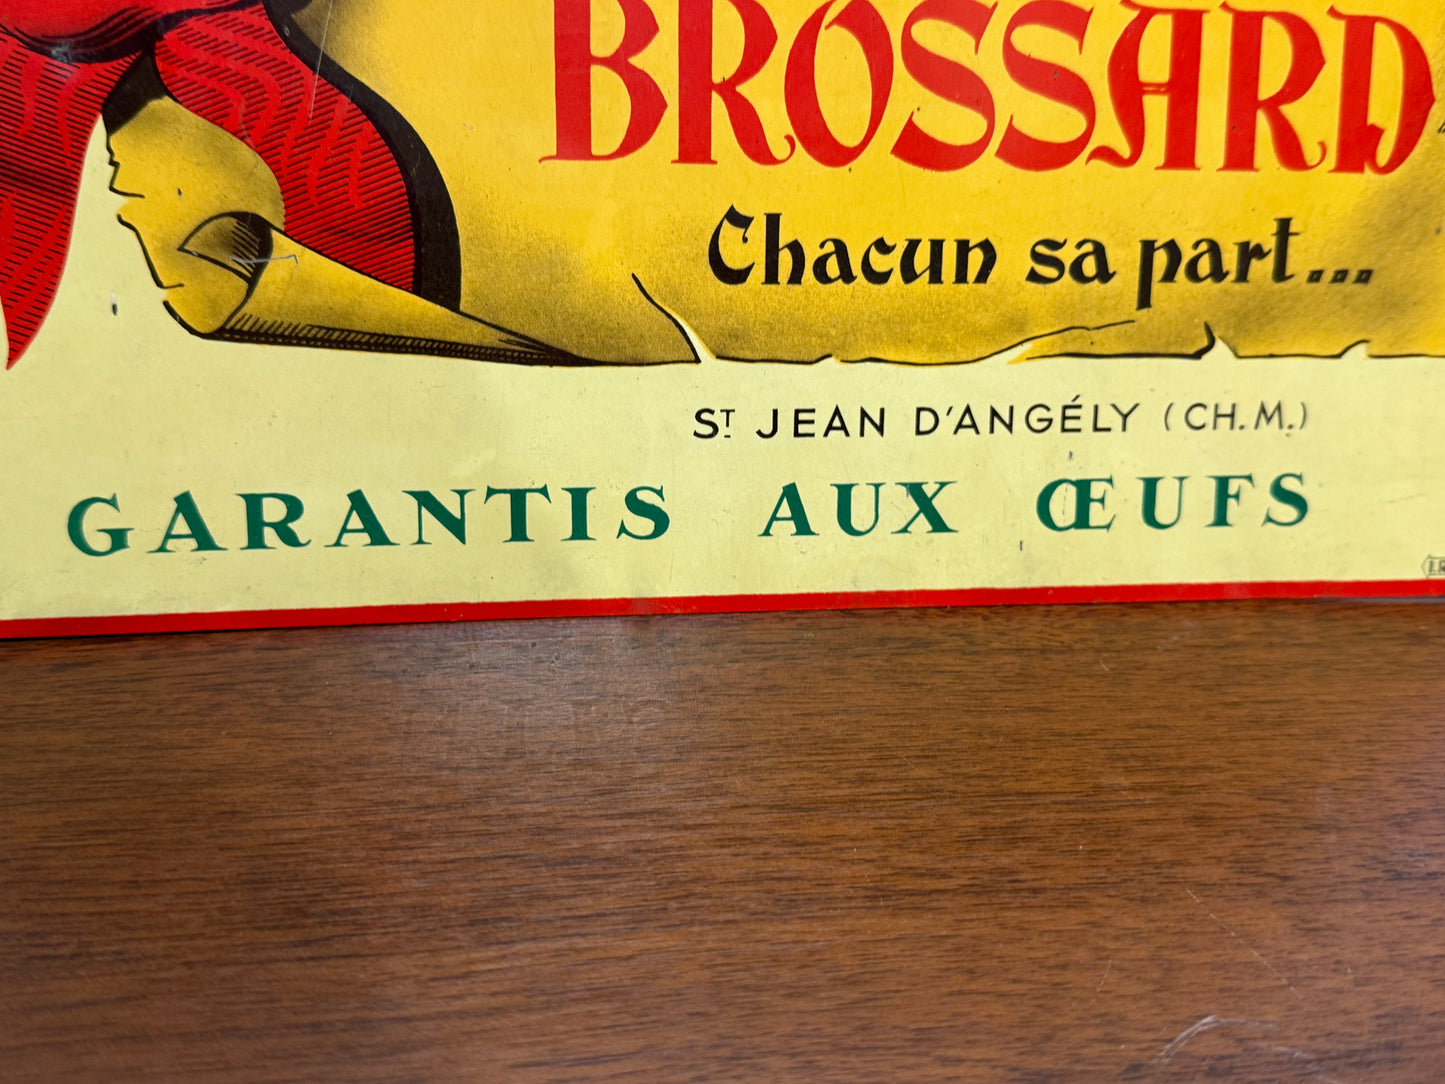 BROSSARD
Chacun sa part...
ST JEAN D'ANGÉLY (CH.M.)
GARANTIS AUX ŒUFS